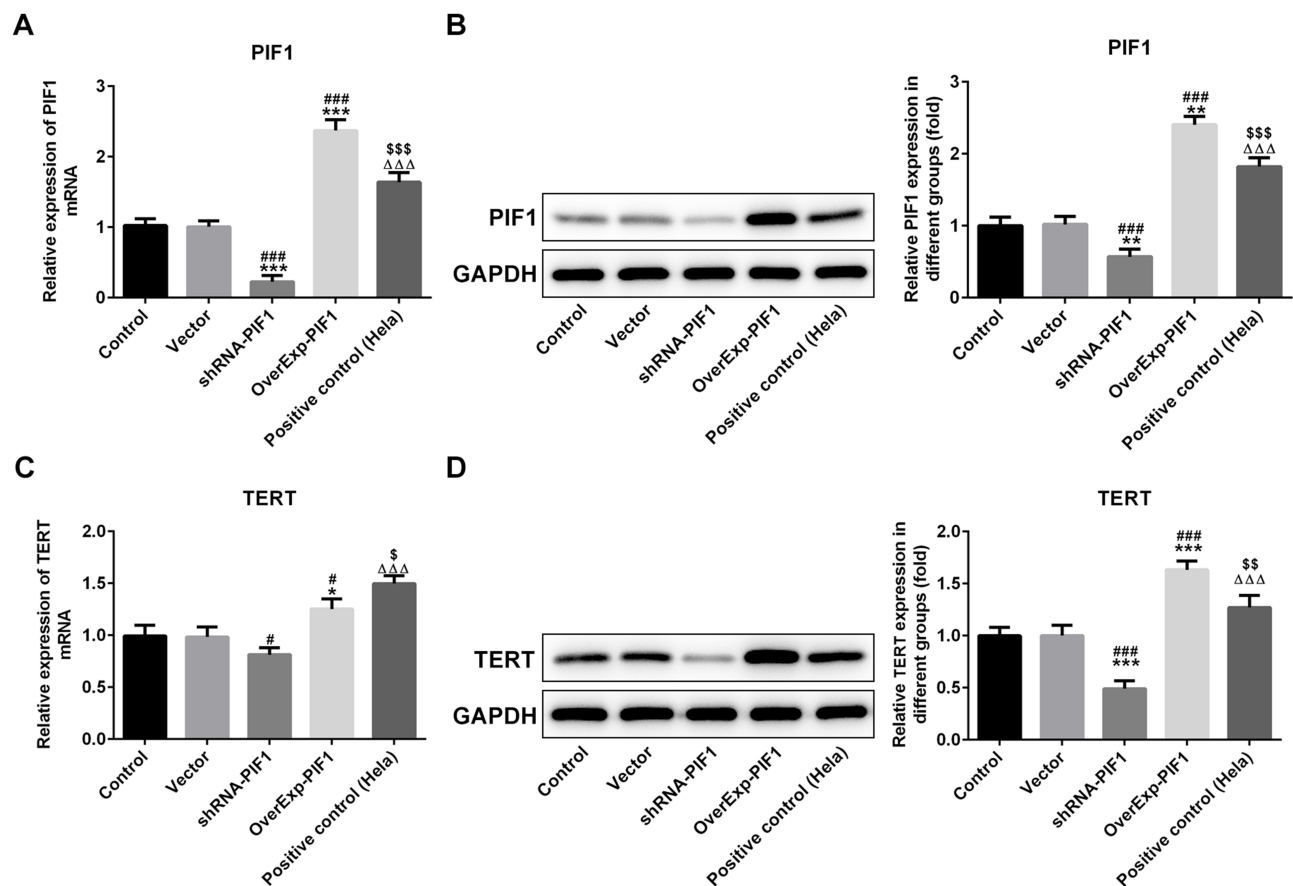 A
PIF1
Relative expression of PIF1
mRNA
3
2
1
0
###
***
###
***
$$$
ΔΔΔ
Control
Vector
shRNA-PIF1
OverExp-PIF1
Positive control (Hela)
B
PIF1
GAPDH
Control
Vector
shRNA-PIF1
OverExp-PIF1
Positive control (Hela)
PIF1
Relative PIF1 expression in
different groups (fold)
3
2
1
0
###
**
###
**
$$$
ΔΔΔ
Control
Vector
shRNA-PIF1
OverExp-PIF1
Positive control (Hela)
C
TERT
Relative expression of TERT
mRNA
2.0
1.5
1.0
0.5
0.0
#
#
*
$
ΔΔΔ
Control
Vector
shRNA-PIF1
OverExp-PIF1
Positive control (Hela)
D
TERT
GAPDH
Control
Vector
shRNA-PIF1
OverExp-PIF1
Positive control (Hela)
TERT
Relative TERT expression in
different groups (fold)
2.0
1.5
1.0
0.5
0.0
###
***
###
***
$$
ΔΔΔ
Control
Vector
shRNA-PIF1
OverExp-PIF1
Positive control (Hela)